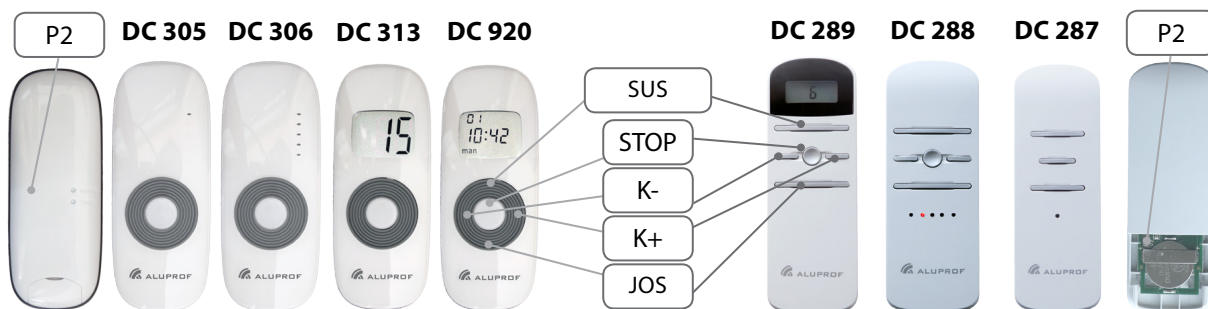 P2
DC 305
DC 306
DC 313
DC 920
DC 289
DC 288
DC 287
P2
SUS
STOP
K-
K+
JOS
15
01
10:42
man
6
ALUPROF
ALUPROF
ALUPROF
ALUPROF
ALUPROF
ALUPROF
ALUPROF